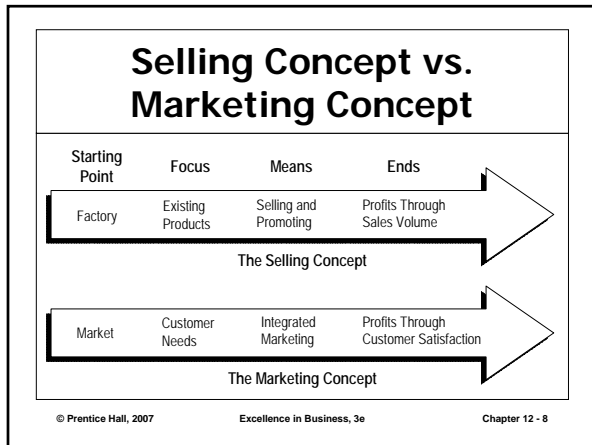 Selling Concept vs.
Marketing Concept
Starting
Point
Focus
Means
Ends
Factory
Existing
Products
Selling and
Promoting
Profits Through
Sales Volume
The Selling Concept
Market
Customer
Needs
Integrated
Marketing
Profits Through
Customer Satisfaction
The Marketing Concept
© Prentice Hall, 2007 Excellence in Business, 3e Chapter 12 - 8